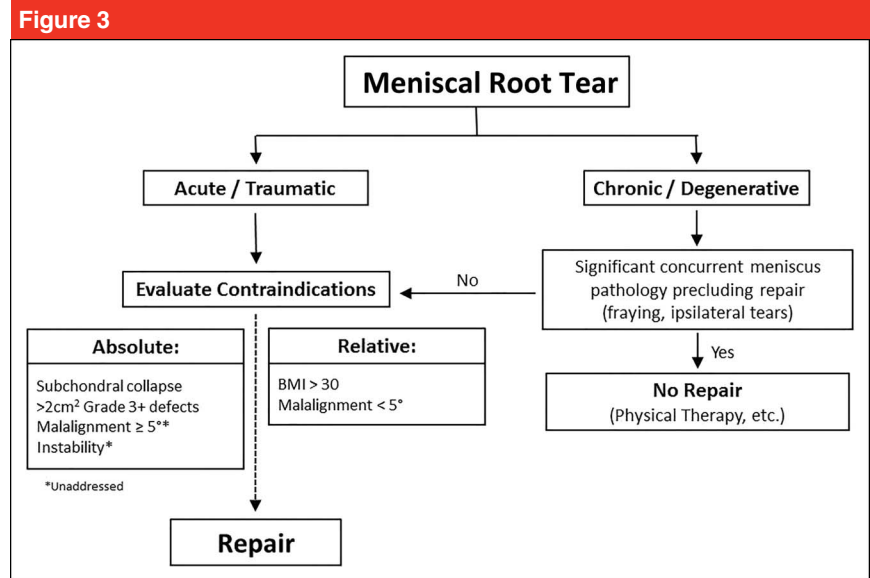 Figure 3
Meniscal Root Tear
Acute / Traumatic
Chronic / Degenerative
Evaluate Contraindications
No
Significant concurrent meniscus
pathology precluding repair
(fraying, ipsilateral tears)
Yes
No Repair
(Physical Therapy, etc.)
Absolute:
Subchondral collapse
>2cm² Grade 3+ defects
Malalignment ≥ 5°*
Instability*
*Unaddressed
Relative:
BMI > 30
Malalignment < 5°
Repair